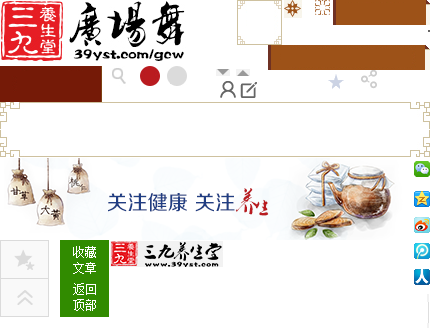 三九
養生堂
廣場舞
39yst.com/gcw
甘草
大黄
关注健康 关注养生
收藏
文章
返回
顶部
三九
養生堂
三九养生堂
www.39yst.com